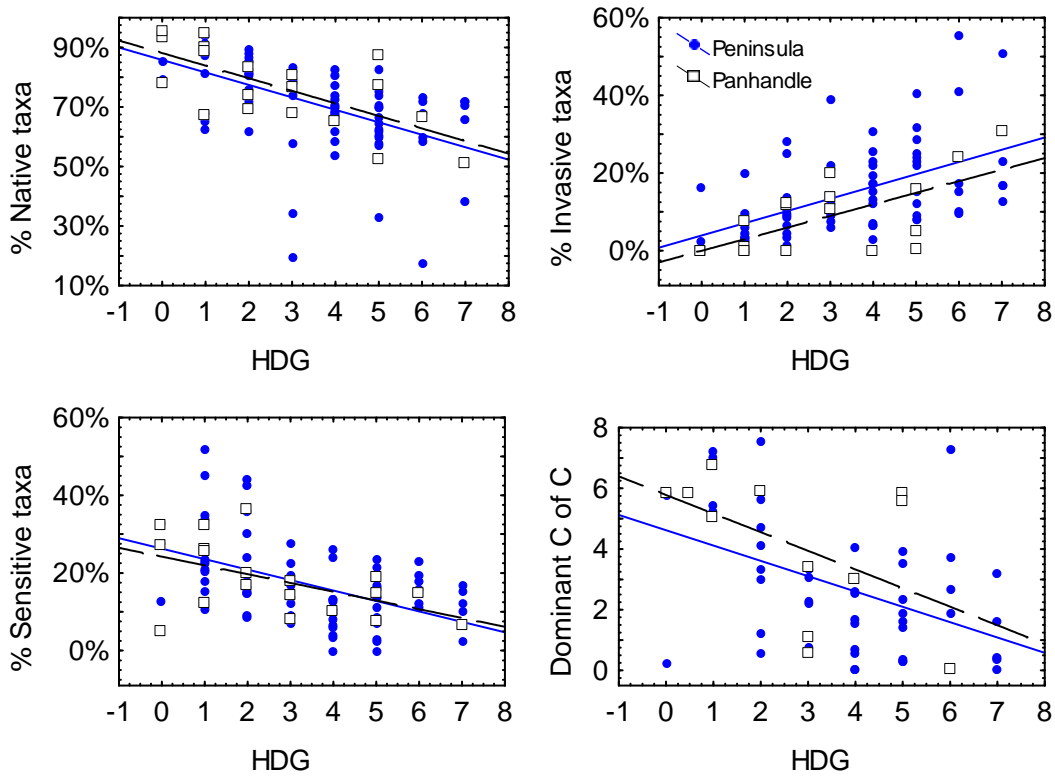 % Native taxa
90%
70%
50%
30%
10%
-1 0 1 2 3 4 5 6 7 8
HDG
% Invasive taxa
60%
40%
20%
0%
Peninsula
Panhandle
-1 0 1 2 3 4 5 6 7 8
HDG
% Sensitive taxa
60%
40%
20%
0%
-1 0 1 2 3 4 5 6 7 8
HDG
Dominant C of C
8
6
4
2
0
-1 0 1 2 3 4 5 6 7 8
HDG